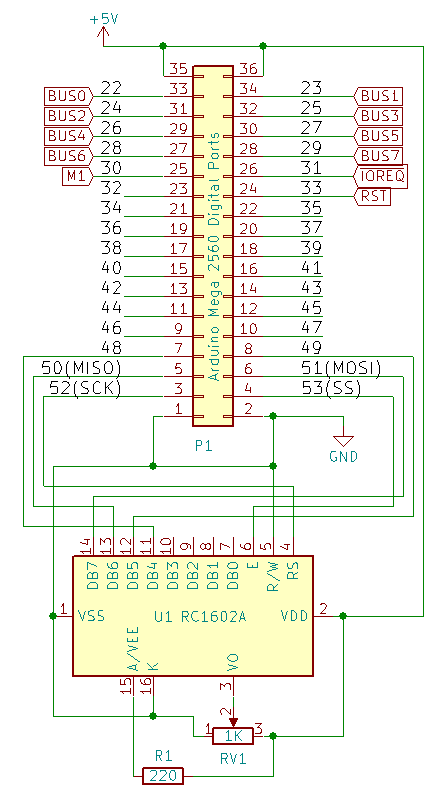 +5V
35 36
BUS0 22 33 34 23 BUS1
BUS2 24 31 32 25 BUS3
BUS4 26 29 30 27 BUS5
BUS6 28 27 28 29 BUS7
M1 30 25 26 31 IOREQ
32 23 24 33 RST
34 21 22 35
36 19 20 37
38 17 18 39
40 15 16 41
42 13 14 43
44 11 12 45
46 9 10 47
48 7 8 49
50(MISO) 5 6 51(MOSI)
52(SCK) 3 4 53(SS)
1 2
Arduino Mega 2560 Digital Ports
P1
GND
14 13 12 11 10 9 8 7 6 5 4
DB7 DB6 DB5 DB4 DB3 DB2 DB1 DB0 E R/W RS
1 VSS U1 RC1602A VDD 2
A/VEE K VO
15 16 3
2
1 1K 3
RV1
R1
220